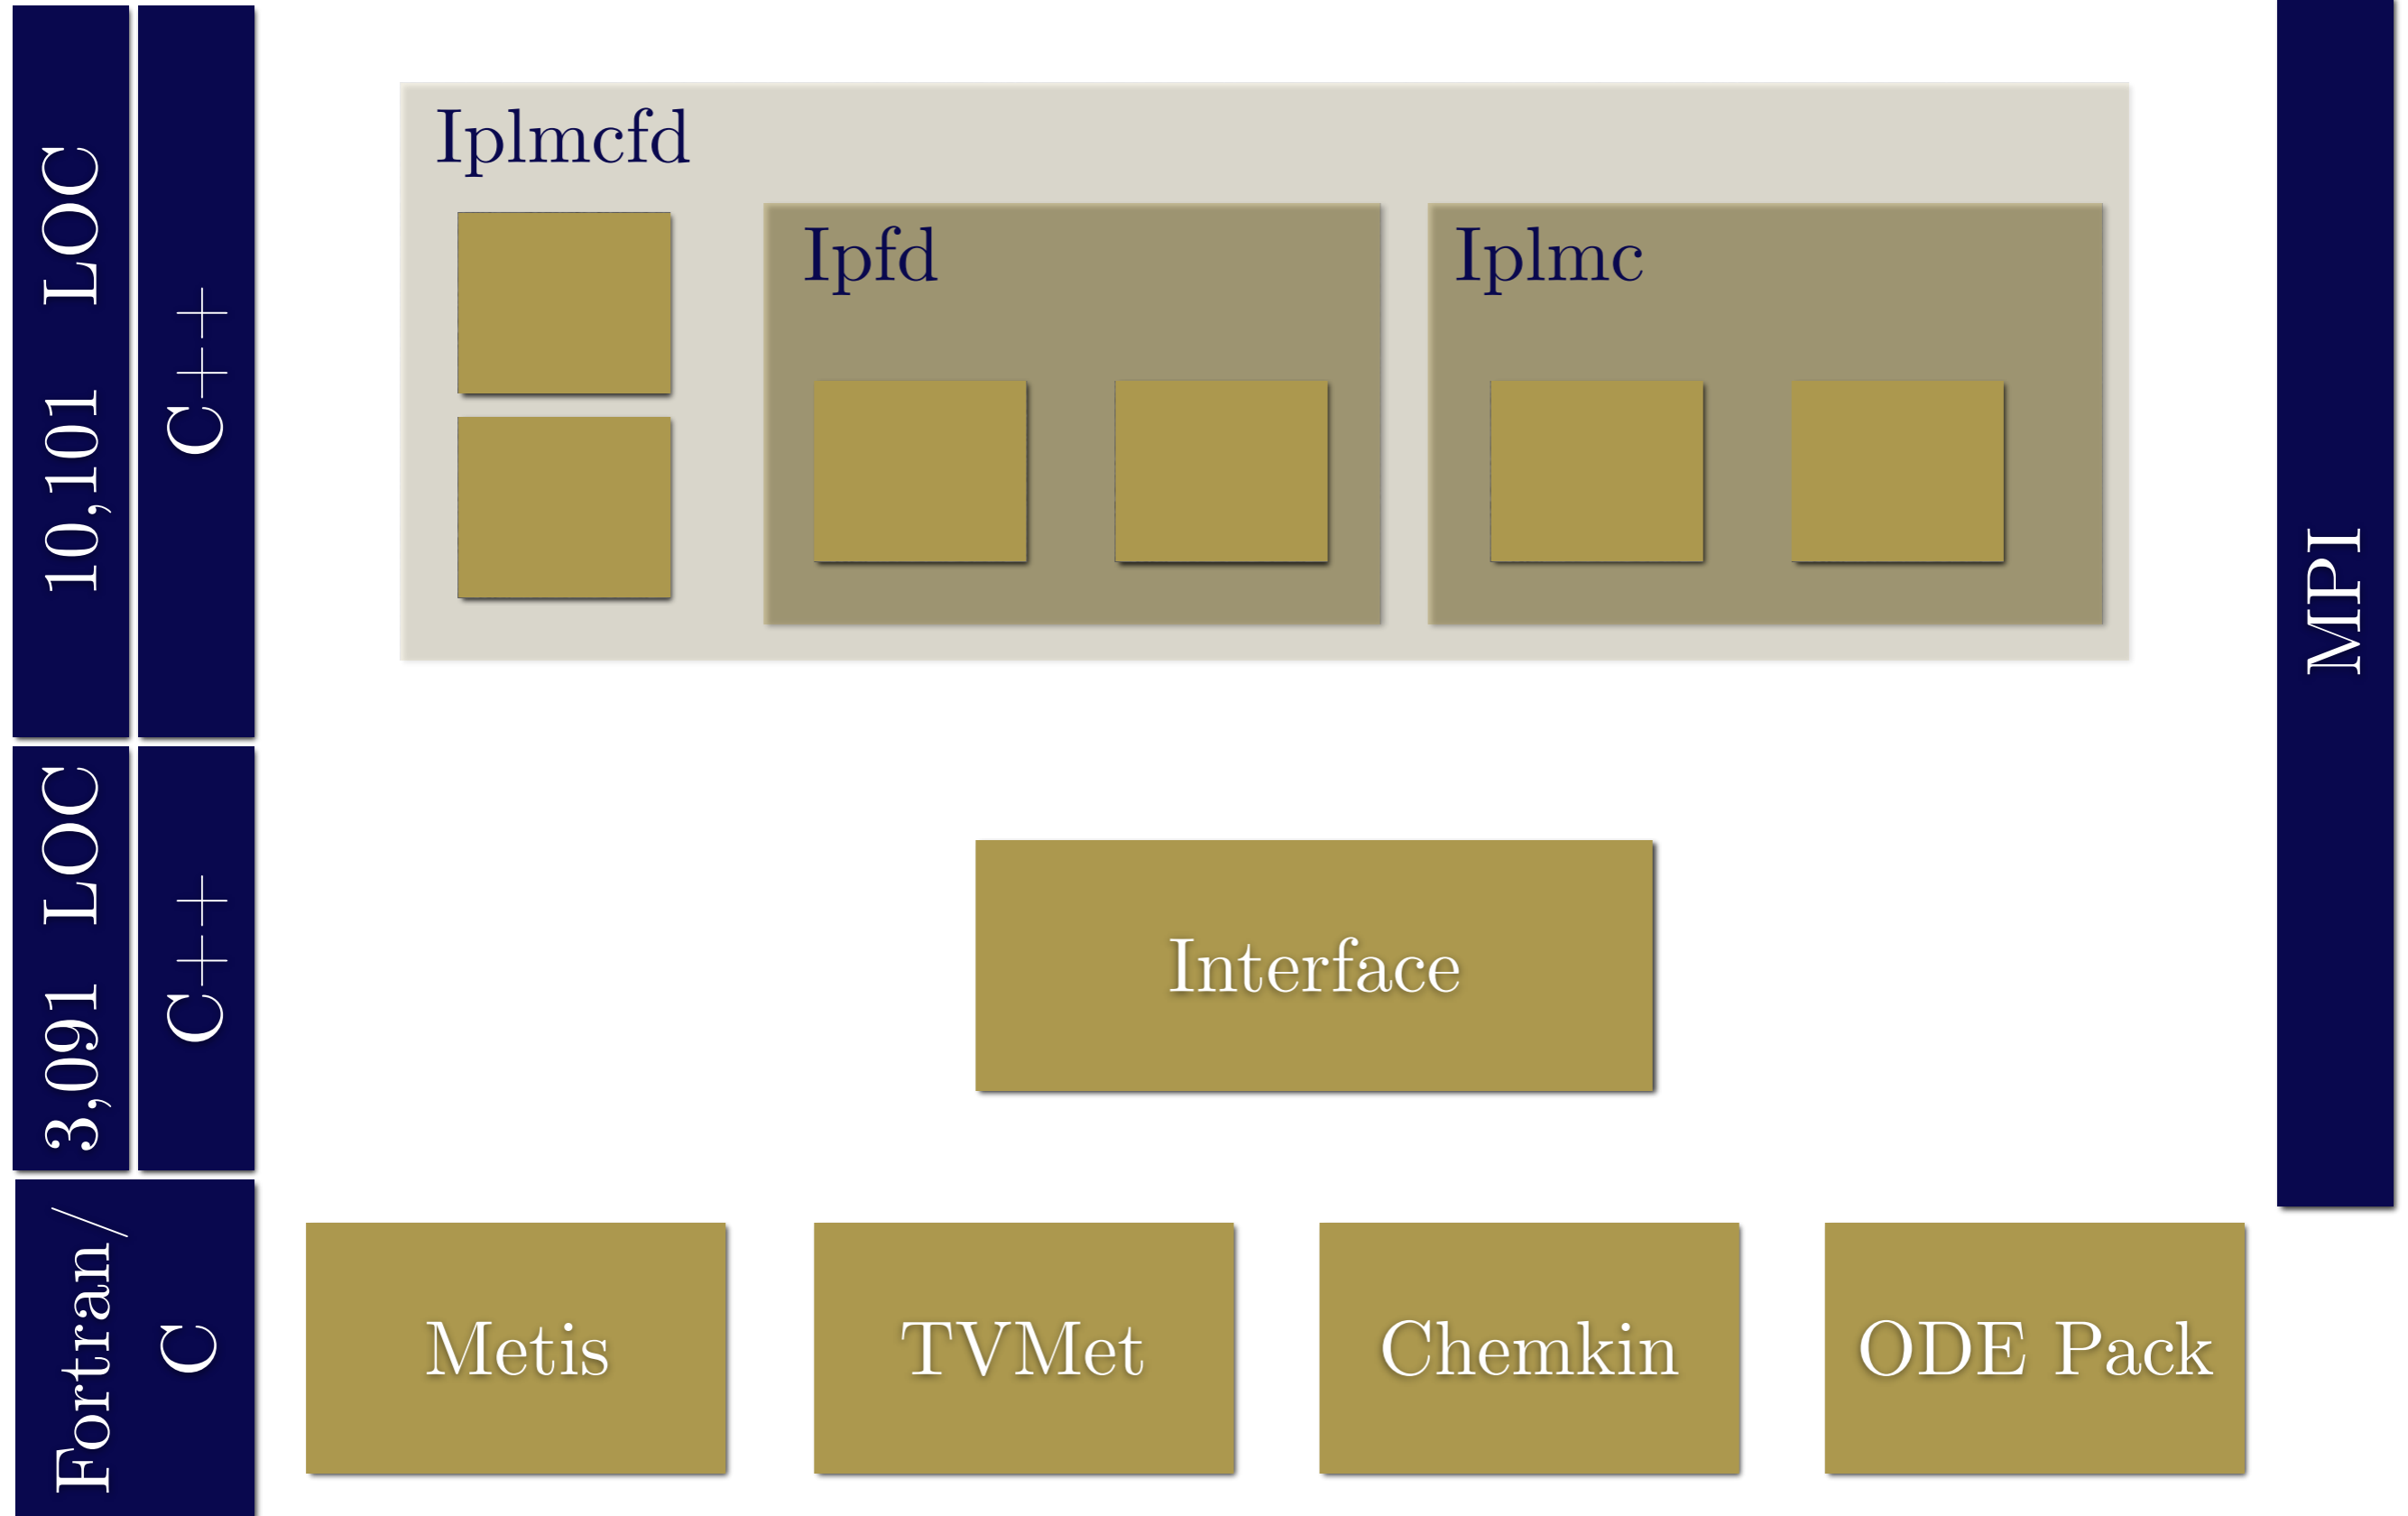 10,101 LOC
C++
Iplmcfd
Ipfd
Iplmc
MPI
3,091 LOC
C++
Interface
Fortran/
C
Metis
TVMet
Chemkin
ODE Pack